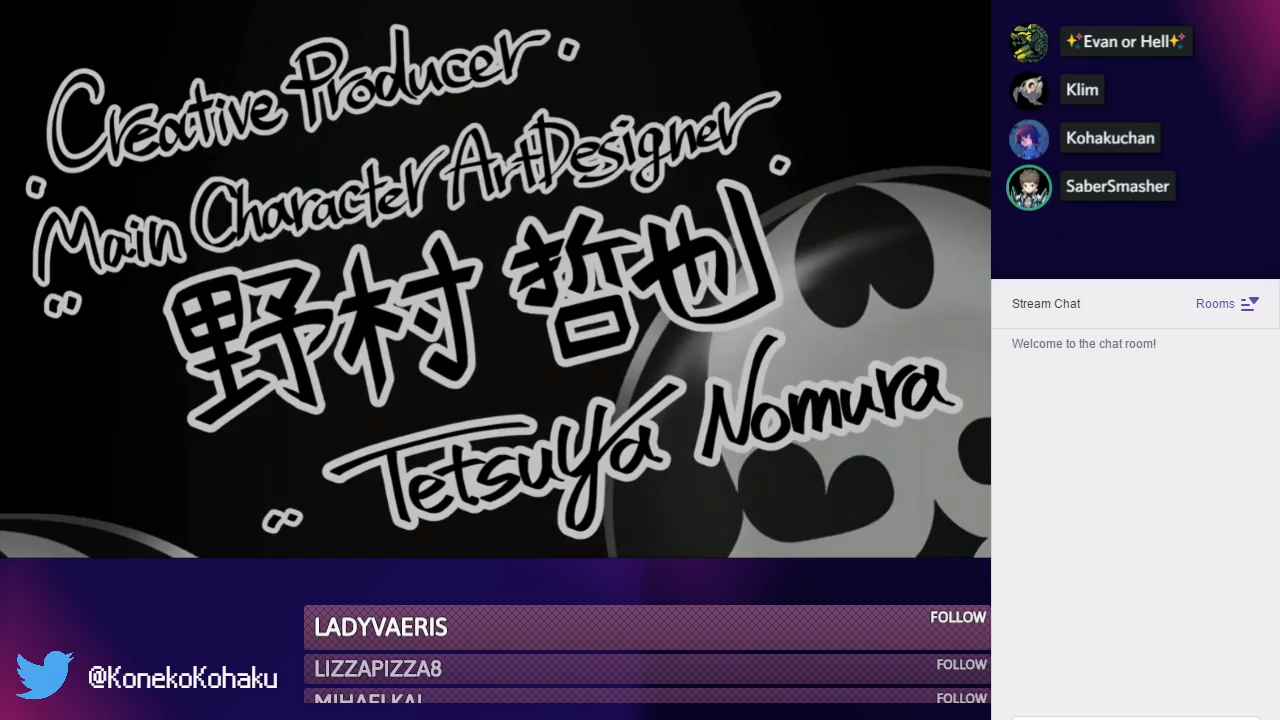 Creative Producer
Main Character Art Designer
野村 哲也
Tetsuya Nomura
✨Evan or Hell✨
Klim
Kohakuchan
SaberSmasher
Stream Chat
Rooms
Welcome to the chat room!
LADYVAERIS FOLLOW
LIZZAPIZZA8 FOLLOW
MIHAELKAL FOLLOW
@KonekoKohaku